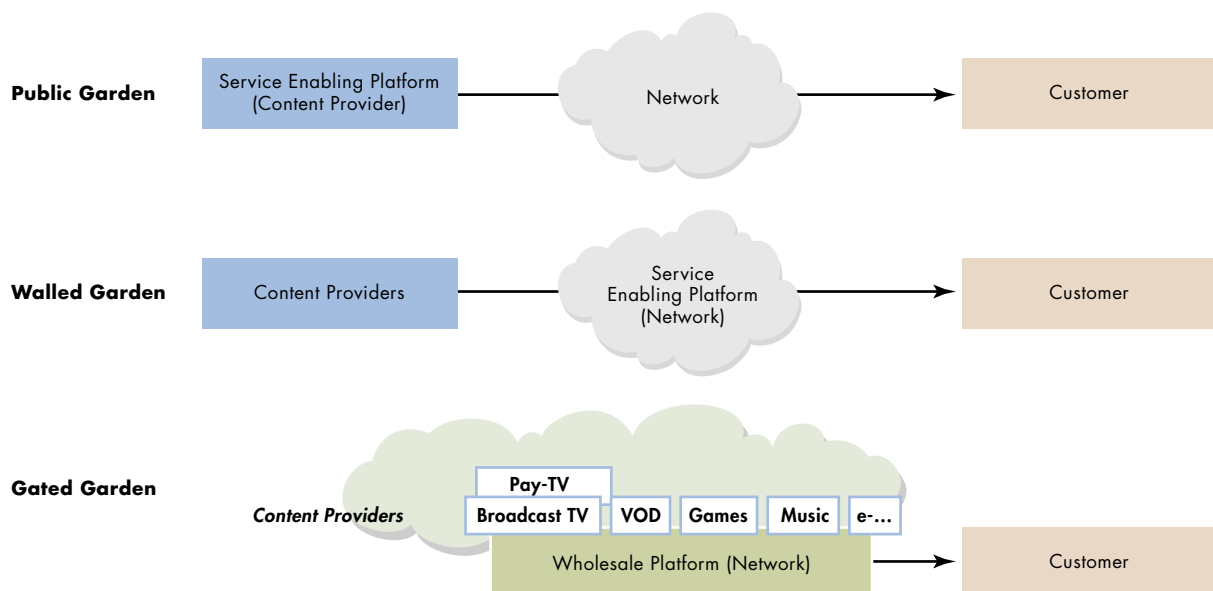 Public Garden
Service Enabling Platform
(Content Provider)
Network
Customer
Walled Garden
Content Providers
Service
Enabling Platform
(Network)
Customer
Gated Garden
Content Providers
Pay-TV
Broadcast TV
VOD
Games
Music
e-...
Wholesale Platform (Network)
Customer